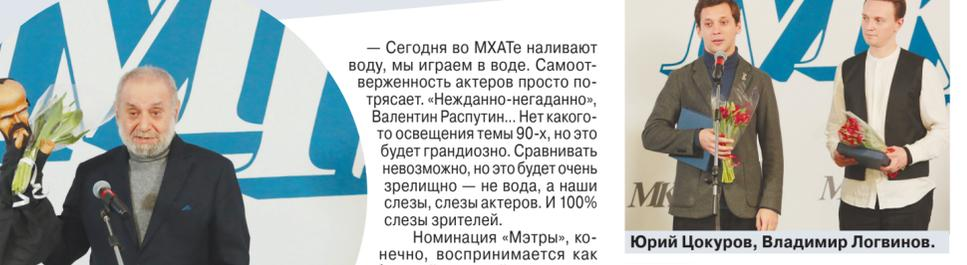 — Сегодня во МХАТе наливают
воду, мы играем в воде. Самоот-
верженность актеров просто по-
трясает. «Нежданно-негаданно»,
Валентин Распутин... Нет какого-
то освещения темы 90-х, но это
будет грандиозно. Сравнивать
невозможно, но это будет очень
зрелищно — не вода, а наши
слезы, слезы актеров. И 100%
слезы зрителей.
Номинация «Мэтры», ко-
нечно, воспринимается как
МК
Юрий Цокуров, Владимир Логвинов.